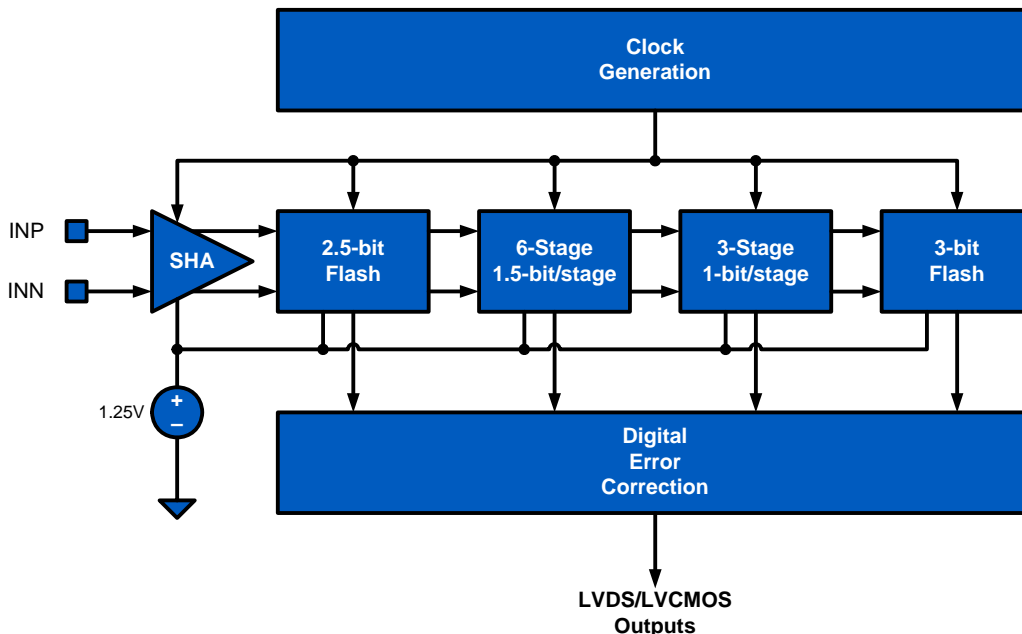 Clock
Generation
INP
INN
SHA
2.5-bit
Flash
6-Stage
1.5-bit/stage
3-Stage
1-bit/stage
3-bit
Flash
1.25V
+
–
Digital
Error
Correction
LVDS/LVCMOS
Outputs